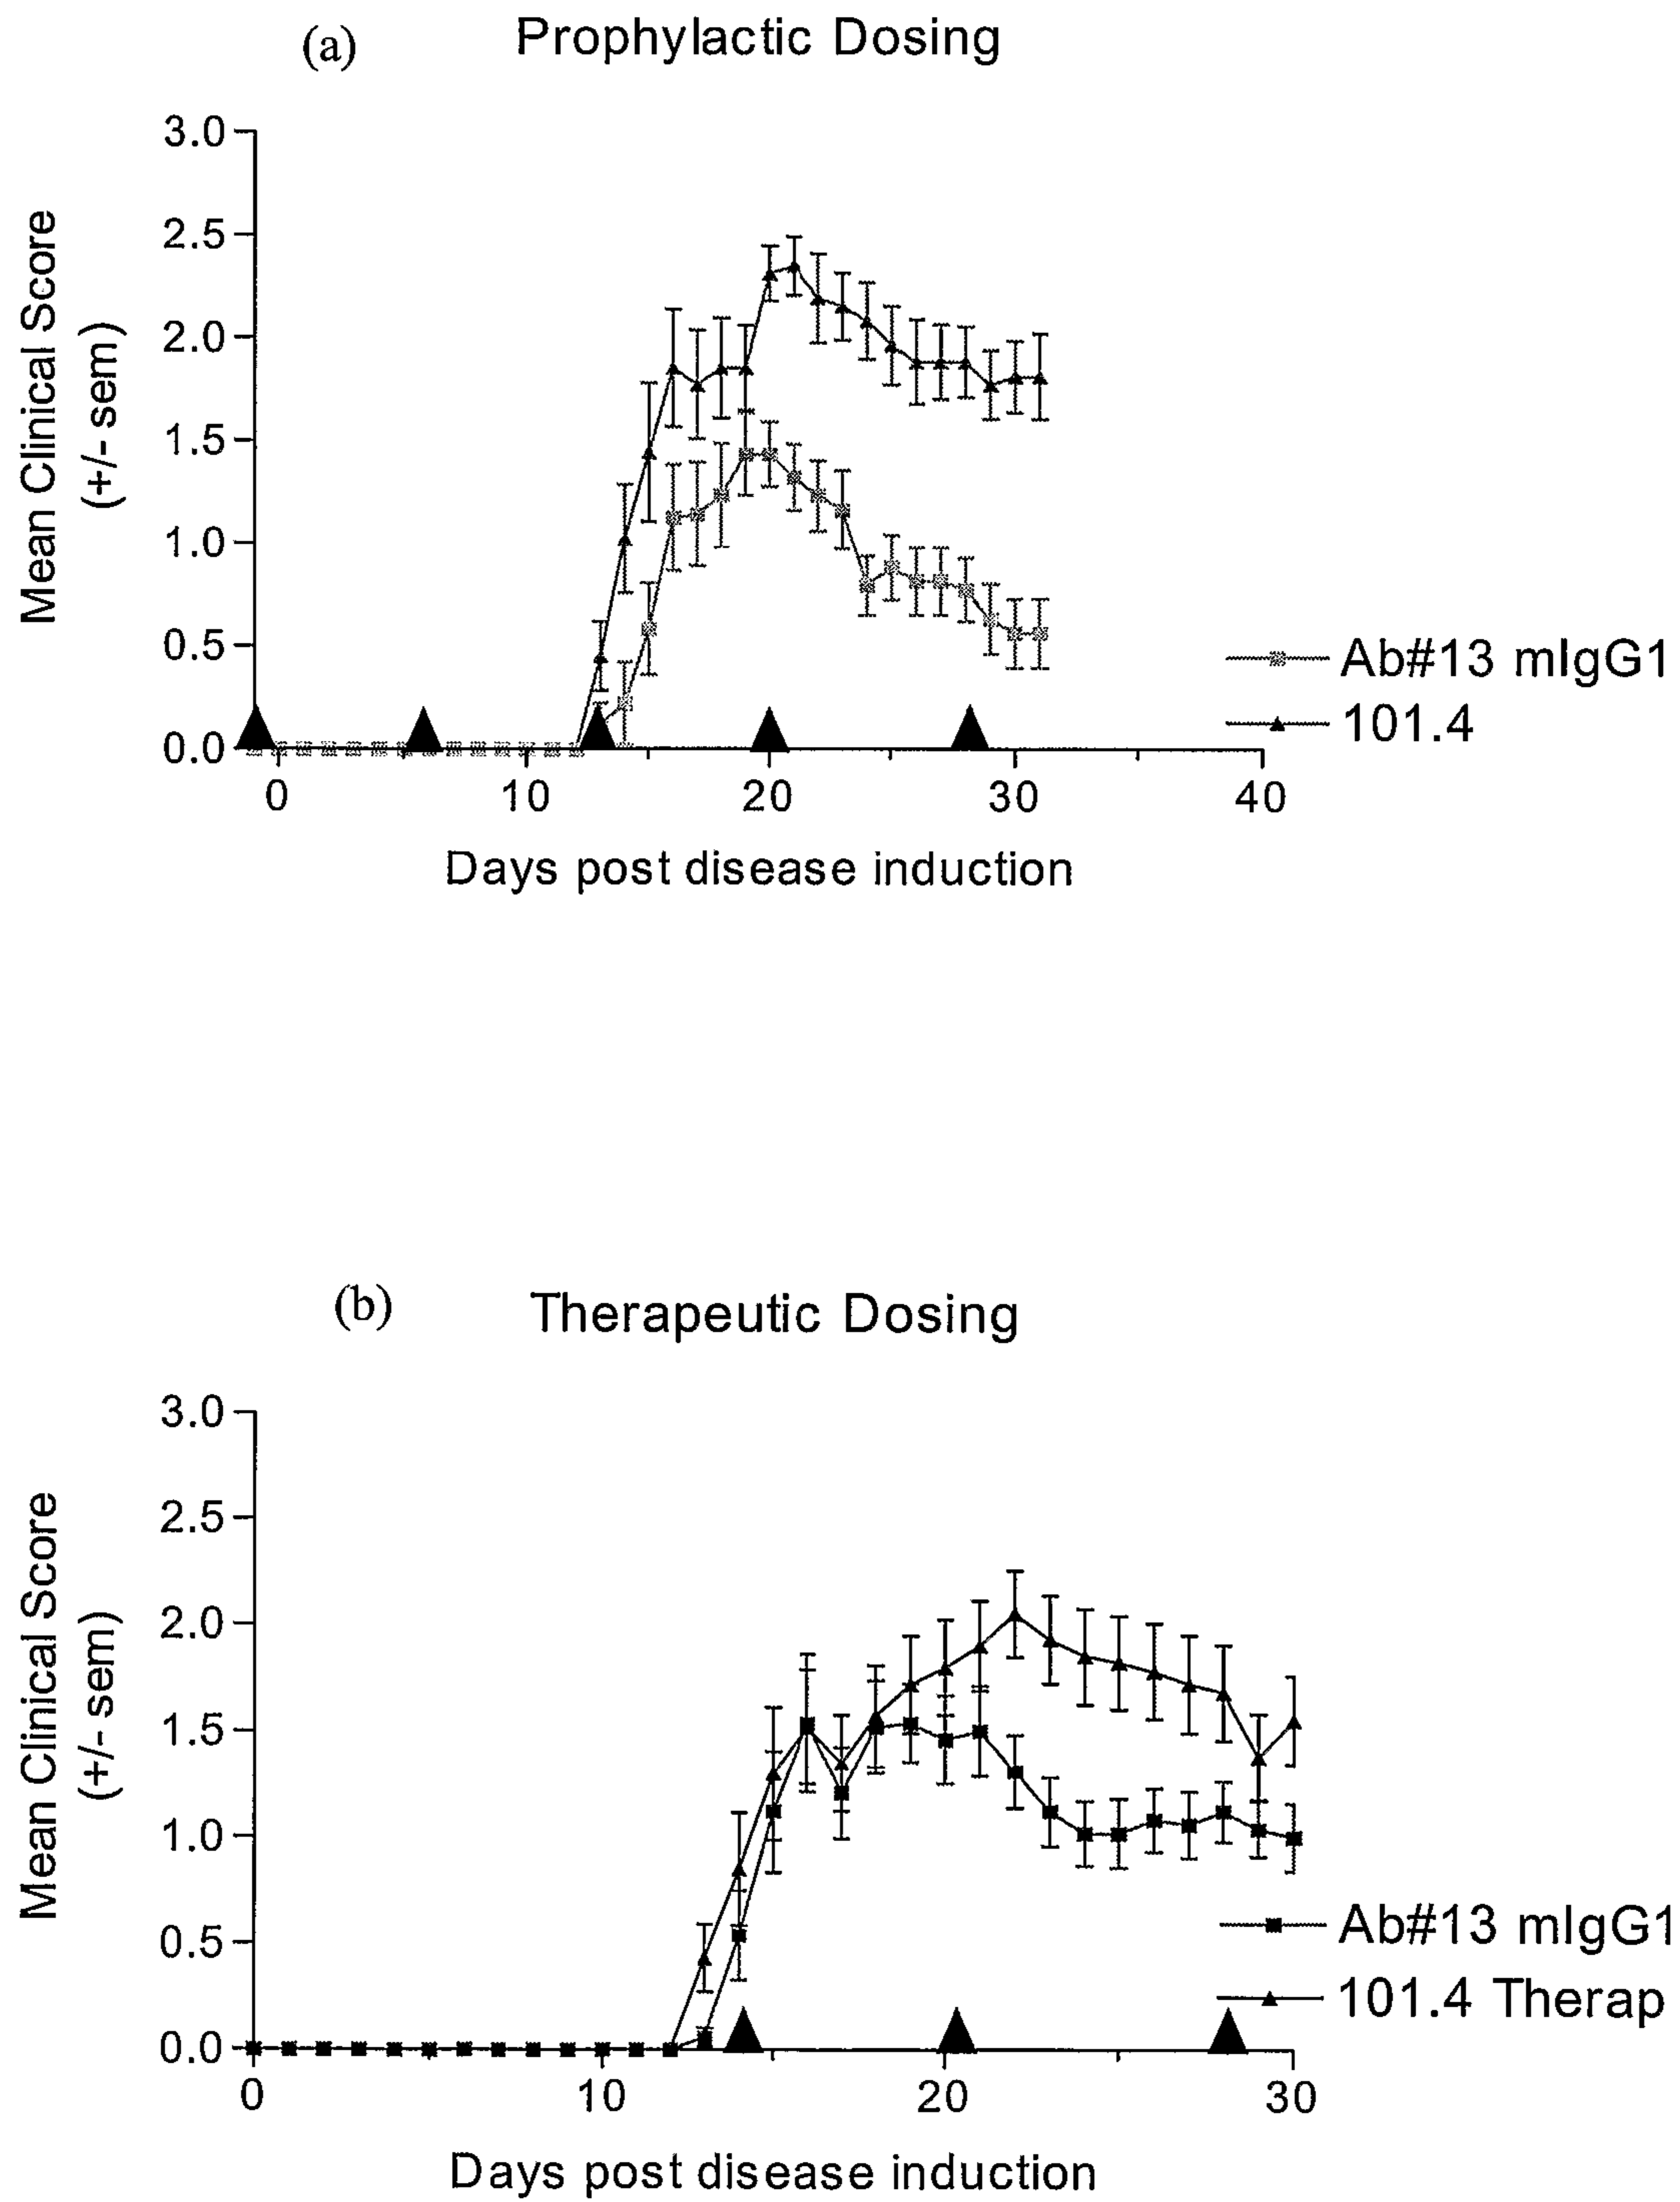 (a) Prophylactic Dosing
Mean Clinical Score
(+/- sem)
3.0
2.5
2.0
1.5
1.0
0.5
0.0
0 10 20 30 40
Days post disease induction
Ab#13 mIgG1
101.4
(b) Therapeutic Dosing
Mean Clinical Score
(+/- sem)
3.0
2.5
2.0
1.5
1.0
0.5
0.0
0 10 20 30
Days post disease induction
Ab#13 mIgG1
101.4 Therap